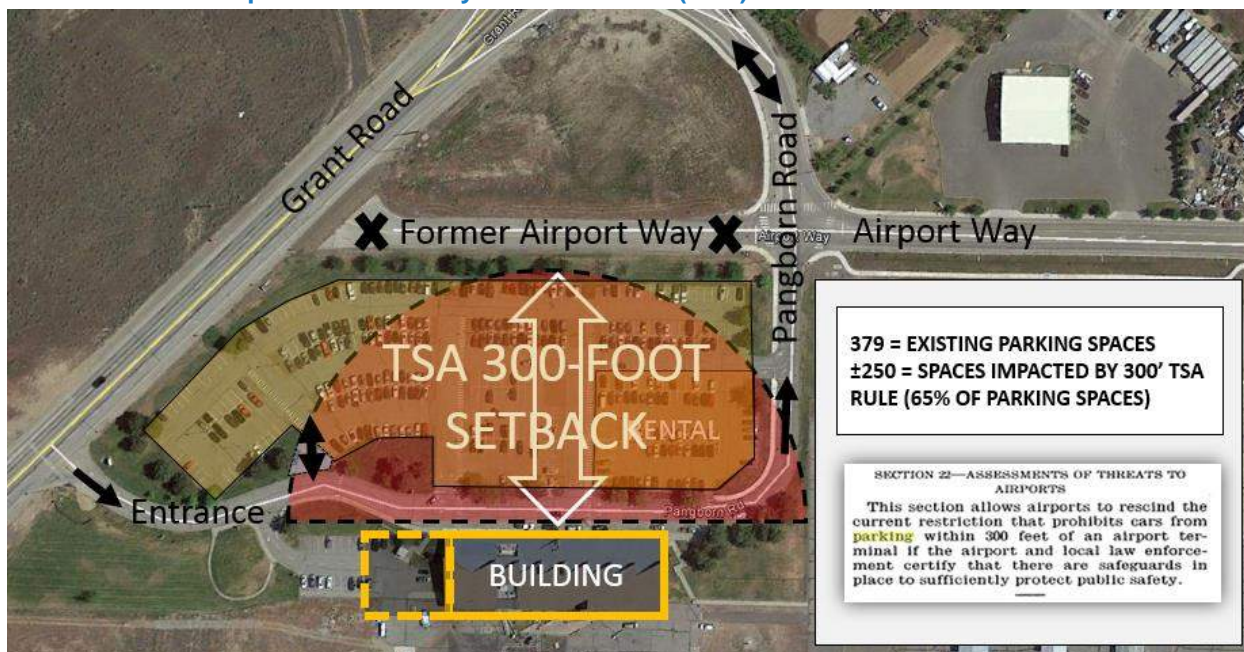 Grant Road
Grant R
Pangborn Road
Former Airport Way
Airport Way
Airport Way
TSA 300-FOOT
SETBACK
RENTAL
Pangborn Rd
Entrance
BUILDING
379 = EXISTING PARKING SPACES
±250 = SPACES IMPACTED BY 300' TSA
RULE (65% OF PARKING SPACES)
SECTION 22—ASSESSMENTS OF THREATS TO
AIRPORTS
This section allows airports to rescind the
current restriction that prohibits cars from
parking within 300 feet of an airport ter-
minal if the airport and local law enforce-
ment certify that there are safeguards in
place to sufficiently protect public safety.